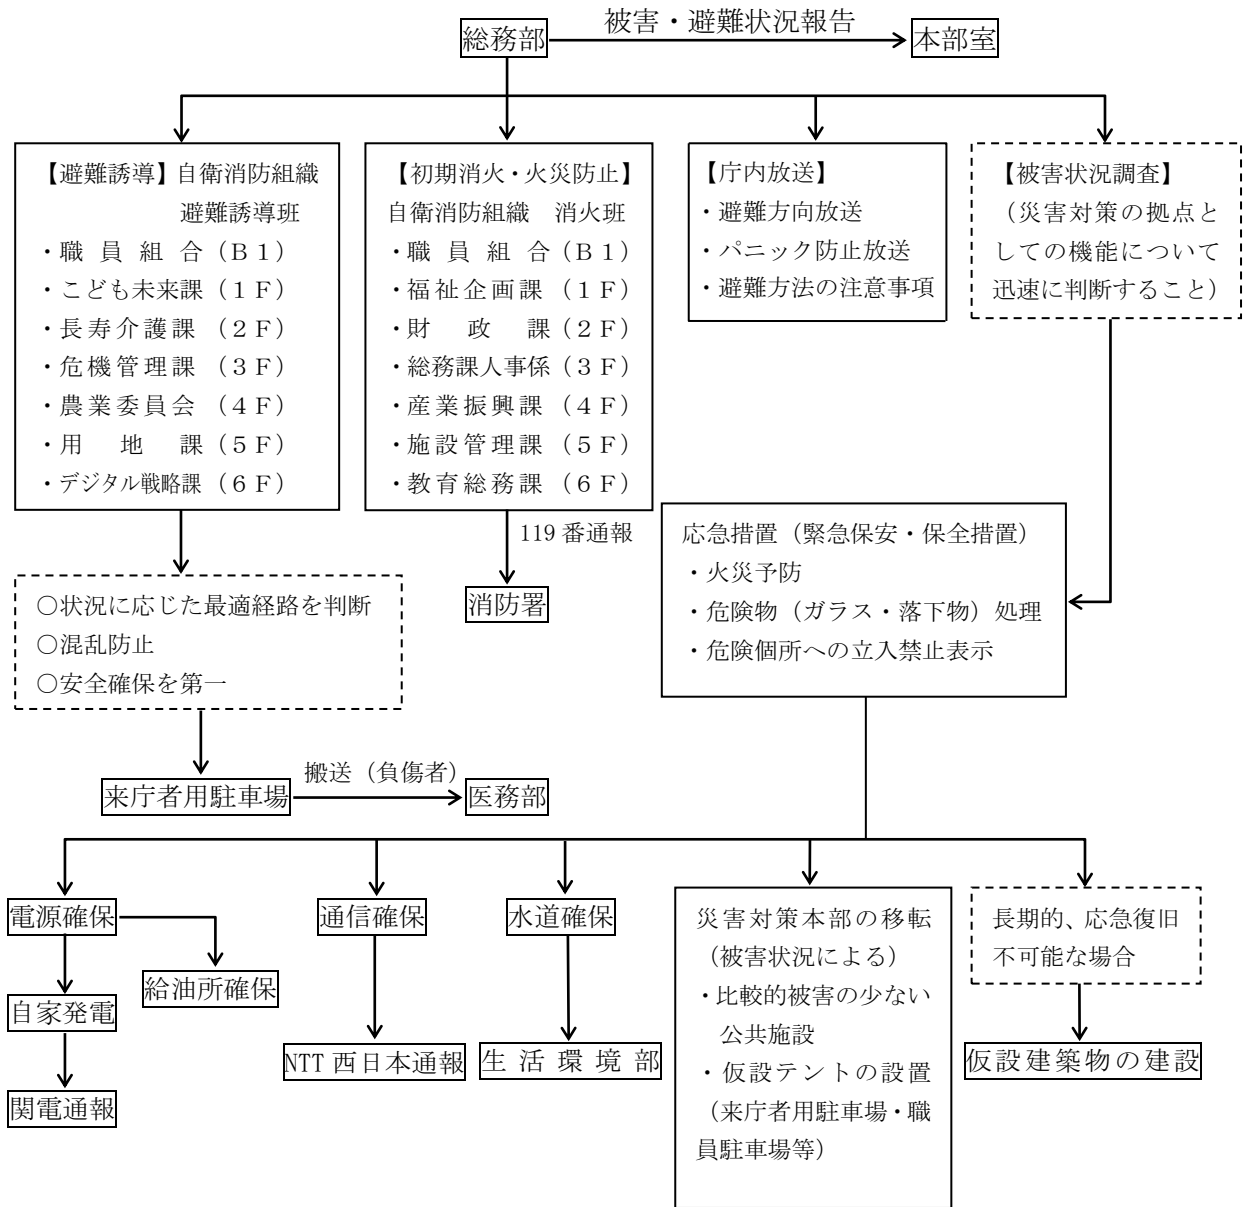 総務部
被害・避難状況報告
本部室
【避難誘導】自衛消防組織
避難誘導班
・職員組合(B1)
・こども未来課(1F)
・長寿介護課(2F)
・危機管理課(3F)
・農業委員会(4F)
・用地課(5F)
・デジタル戦略課(6F)
【初期消火・火災防止】
自衛消防組織 消火班
・職員組合(B1)
・福祉企画課(1F)
・財政課(2F)
・総務課人事係(3F)
・産業振興課(4F)
・施設管理課(5F)
・教育総務課(6F)
【庁内放送】
・避難方向放送
・パニック防止放送
・避難方法の注意事項
【被害状況調査】
(災害対策の拠点と
しての機能について
迅速に判断すること)
119番通報
消防署
応急措置(緊急保安・保全措置)
・火災予防
・危険物(ガラス・落下物)処理
・危険個所への立入禁止表示
○状況に応じた最適経路を判断
○混乱防止
○安全確保を第一
来庁者用駐車場
搬送(負傷者)
医務部
電源確保
給油所確保
自家発電
関電通報
通信確保
NTT西日本通報
水道確保
生活環境部
災害対策本部の移転
(被害状況による)
・比較的被害の少ない
公共施設
・仮設テントの設置
(来庁者用駐車場・職
員駐車場等)
長期的、応急復旧
不可能な場合
仮設建築物の建設